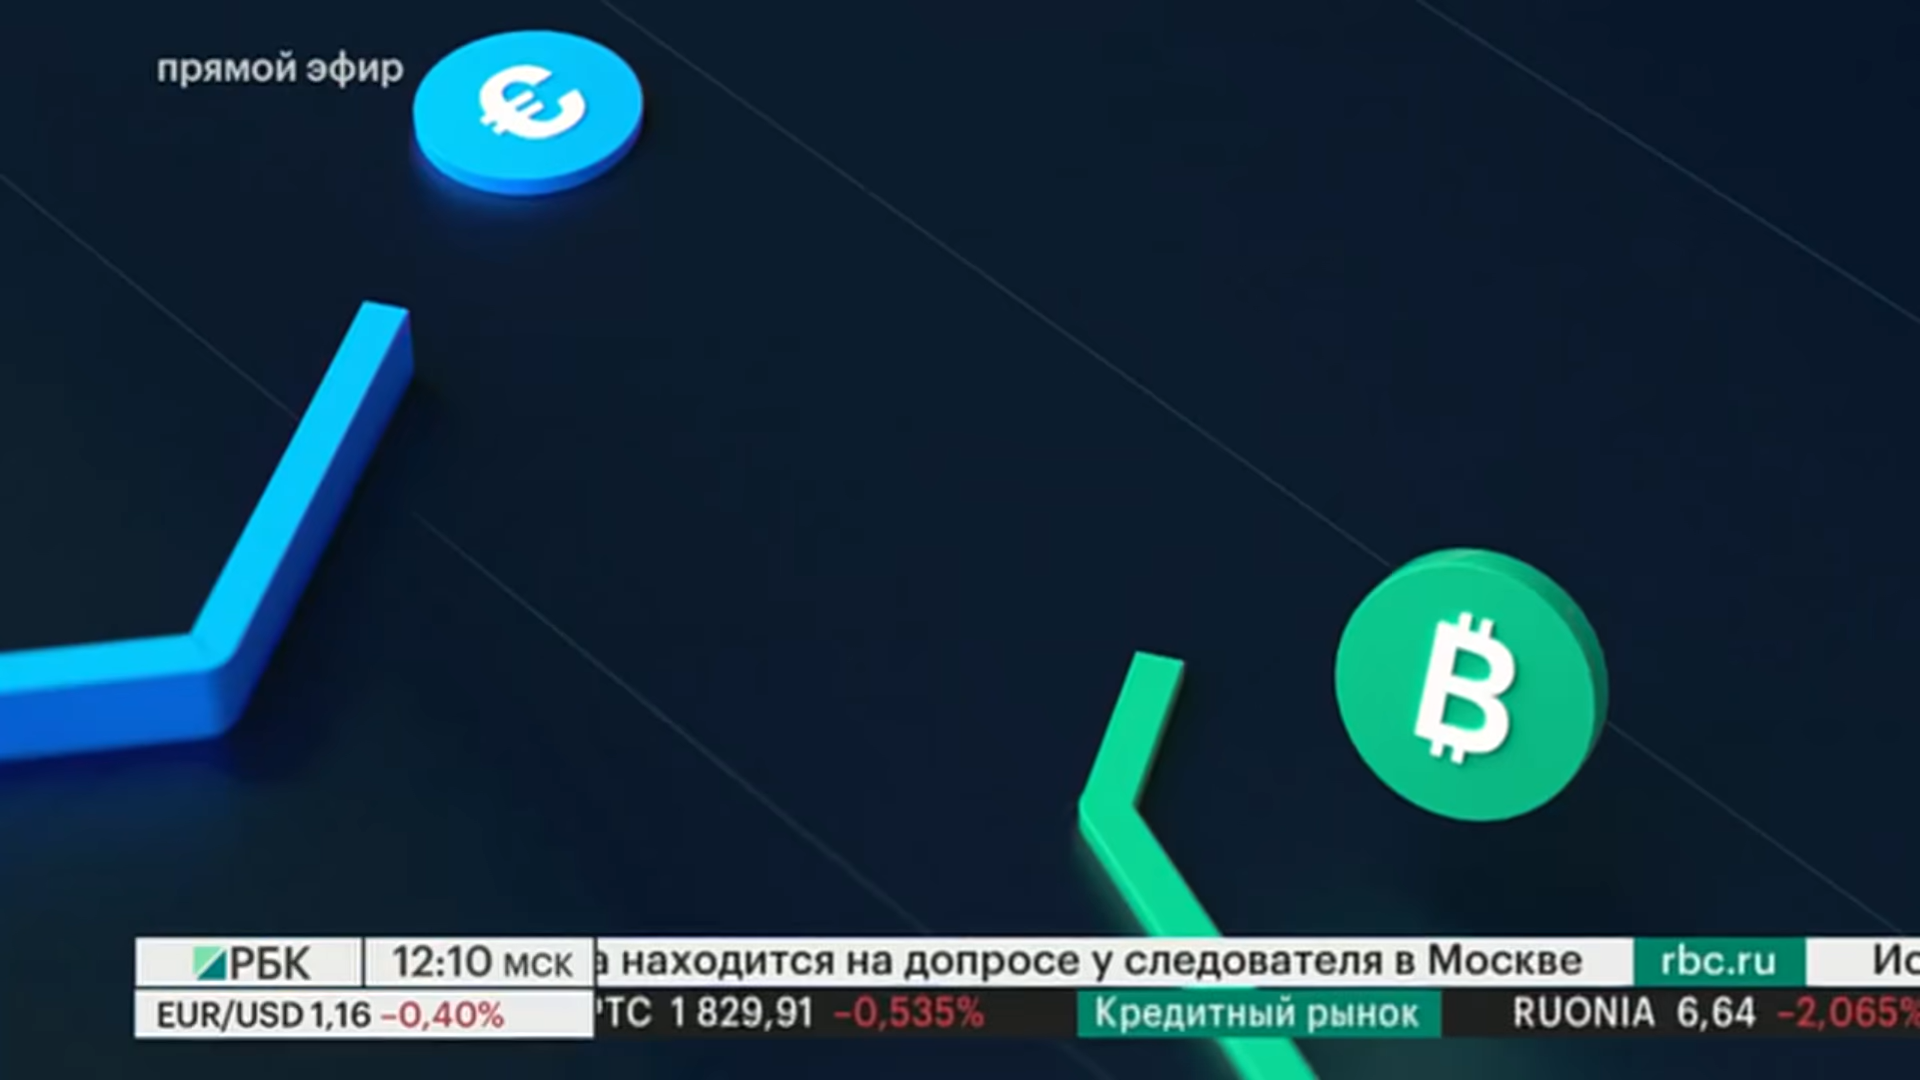 прямой эфир
€
₿
РБК
12:10 МСК
находится на допросе у следователя в Москве
rbc.ru
EUR/USD 1,16 −0,40%
РТС 1 829,91 −0,535%
Кредитный рынок
RUONIA 6,64 −2,065%